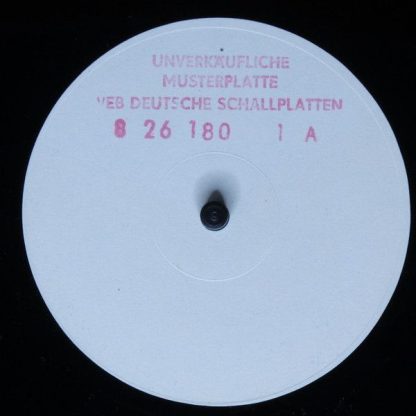 UNVERKÄUFLICHE
MUSTERPLATTE
VEB DEUTSCHE SCHALLPLATTEN
8 26 180 1 A